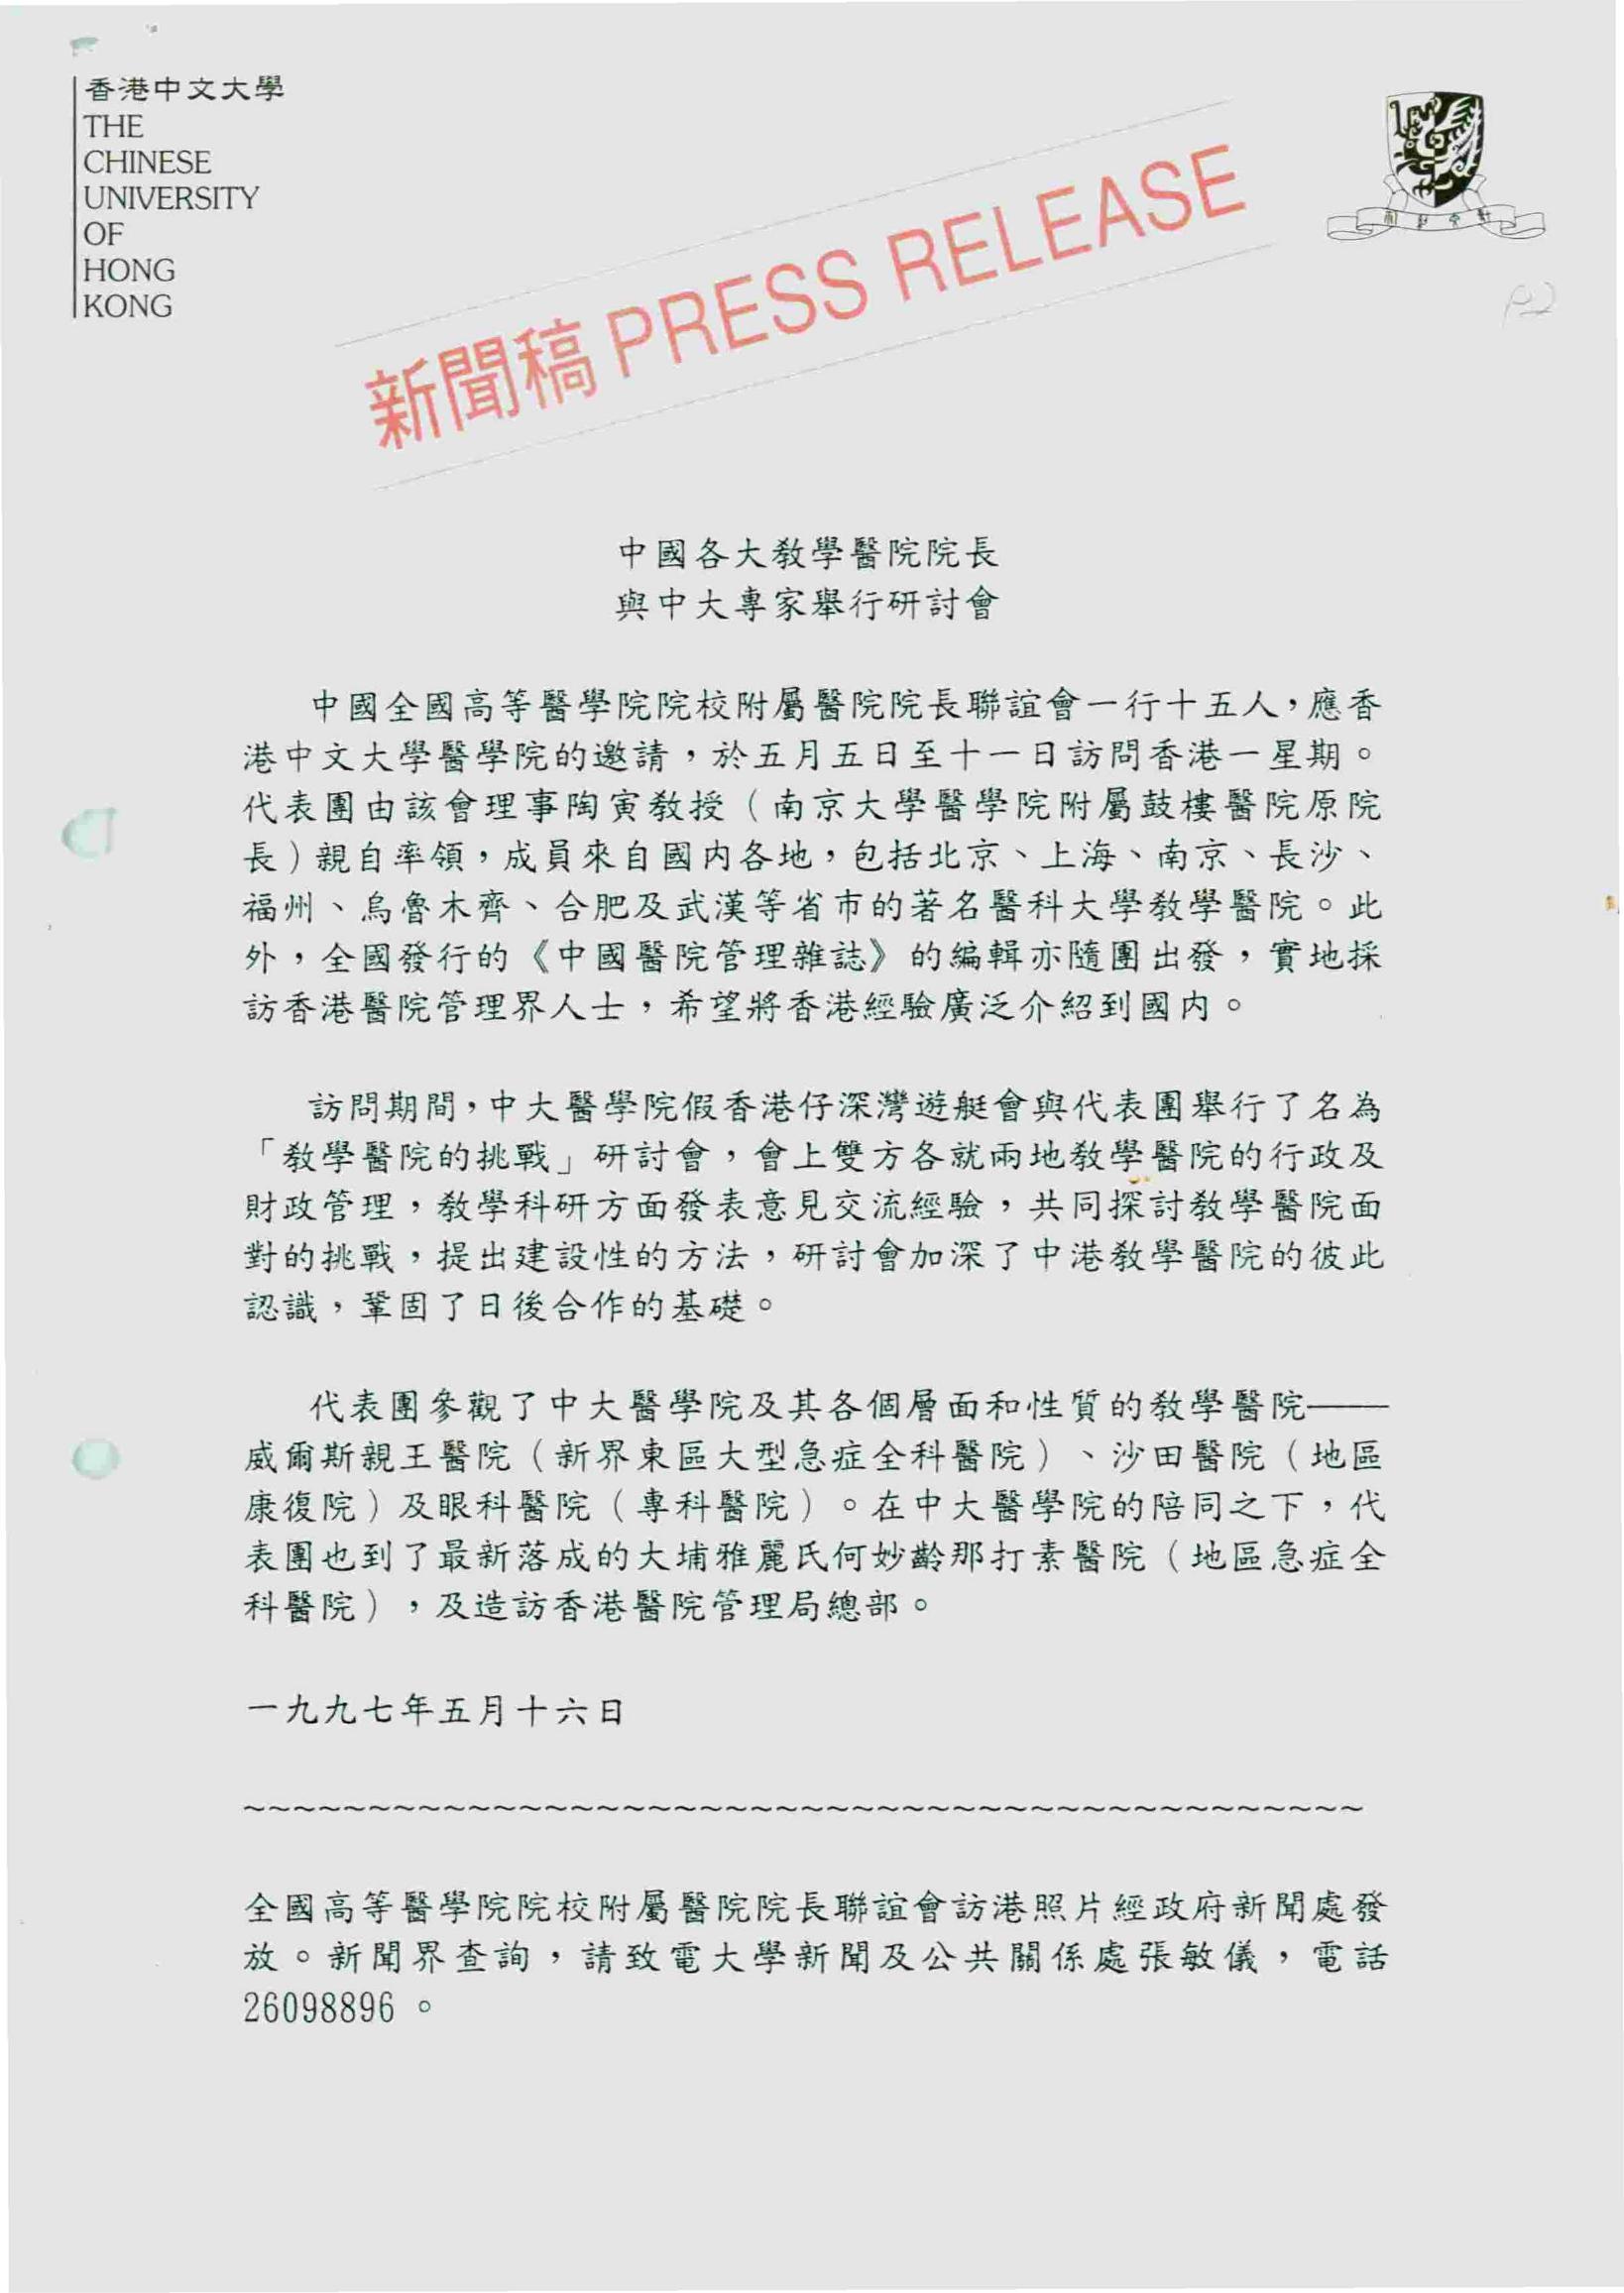 香港中文大學
THE
CHINESE
UNIVERSITY
OF
HONG
KONG
新聞稿 PRESS RELEASE
中國各大教學醫院院長
與中大專家舉行研討會
中國全國高等醫學院院校附屬醫院院長聯誼會一行十五人，應香
港中文大學醫學院的邀請，於五月五日至十一日訪問香港一星期。
代表團由該會理事陶寅教授（南京大學醫學院附屬鼓樓醫院原院
長）親自率領，成員來自國內各地，包括北京、上海、南京、長沙、
福州、烏魯木齊、合肥及武漢等省市的著名醫科大學教學醫院。此
外，全國發行的《中國醫院管理雜誌》的編輯亦隨團出發，實地採
訪香港醫院管理界人士，希望將香港經驗廣泛介紹到國內。
訪問期間，中大醫學院假香港仔深灣遊艇會與代表團舉行了名為
「教學醫院的挑戰」研討會，會上雙方各就兩地教學醫院的行政及
財政管理，教學科研方面發表意見交流經驗，共同探討教學醫院面
對的挑戰，提出建設性的方法，研討會加深了中港教學醫院的彼此
認識，鞏固了日後合作的基礎。
代表團參觀了中大醫學院及其各個層面和性質的教學醫院——
威爾斯親王醫院（新界東區大型急症全科醫院）、沙田醫院（地區
康復院）及眼科醫院（專科醫院）。在中大醫學院的陪同之下，代
表團也到了最新落成的大埔雅麗氏何妙齡那打素醫院（地區急症全
科醫院），及造訪香港醫院管理局總部。
一九九七年五月十六日
~~~~~~~~~~~~~~~~~~~~~~~~~~~~~~~~~~~~~~~~~~~~
全國高等醫學院院校附屬醫院院長聯誼會訪港照片經政府新聞處發
放。新聞界查詢，請致電大學新聞及公共關係處張敏儀，電話
26098896。